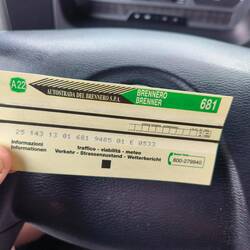 A22
AUTOSTRADA DEL BRENNERO S.P.A.
BRENNERO
BRENNER
681
25 143 13 01 681 9485 01 E 0533
Informazioni
Informationen
traffico - viabilità - meteo
Verkehr - Strassenzustand - Wetterbericht
800-279940